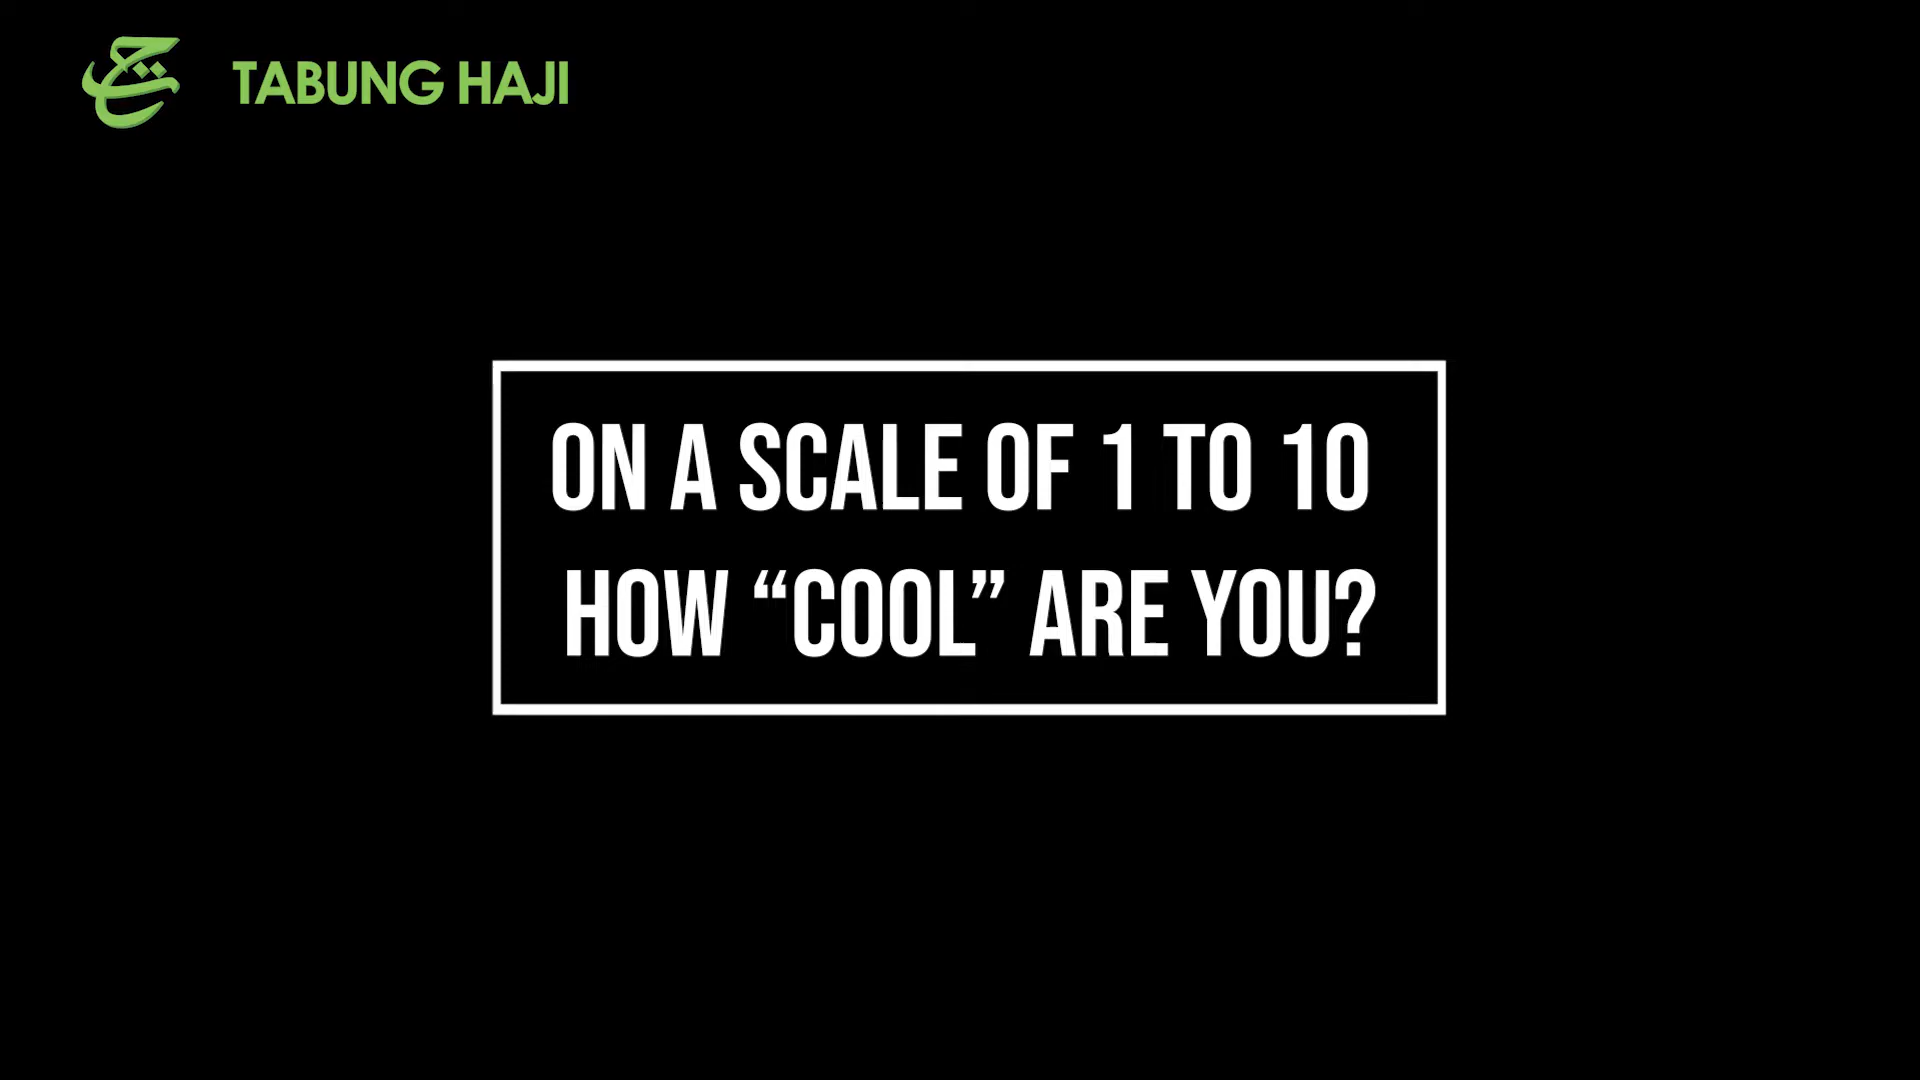 TABUNG HAJI
ON A SCALE OF 1 TO 10
HOW “COOL” ARE YOU?